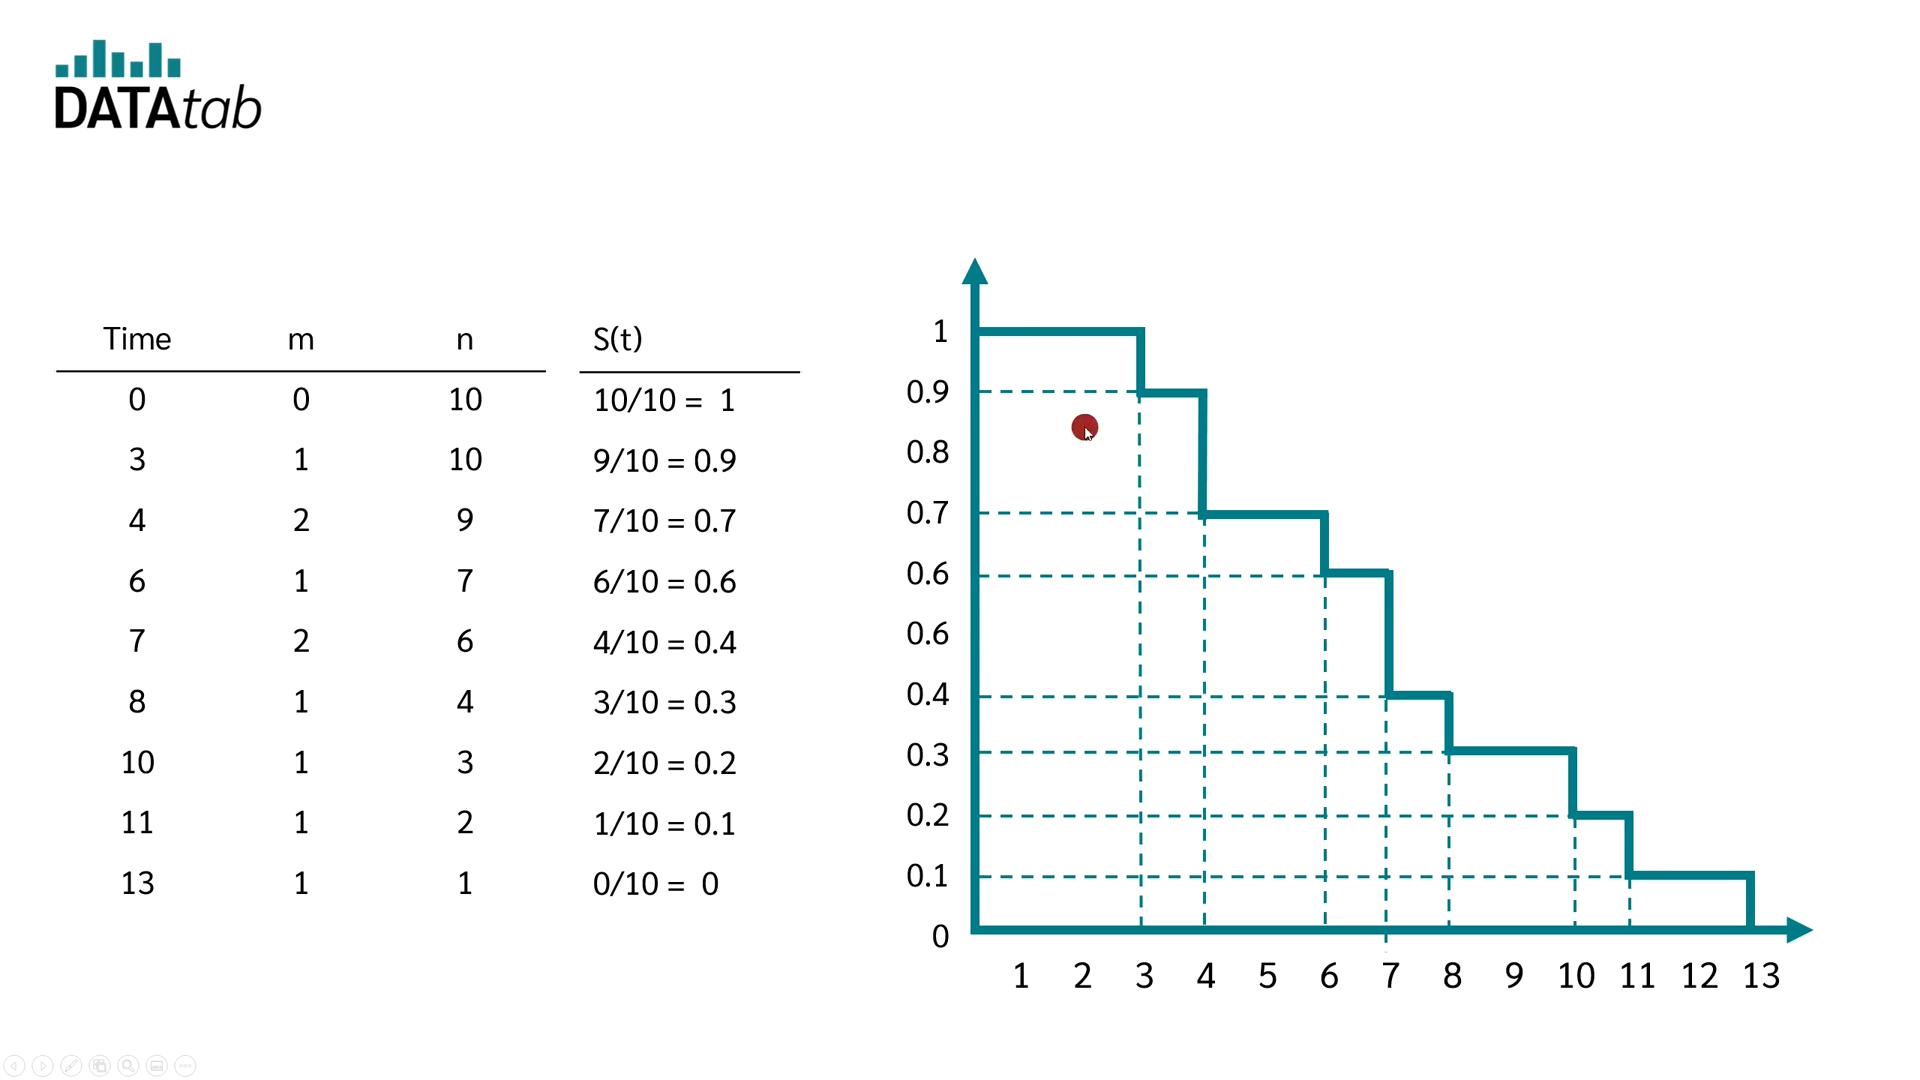 DATAtab
Time m n S(t)
0 0 10 10/10 = 1
3 1 10 9/10 = 0.9
4 2 9 7/10 = 0.7
6 1 7 6/10 = 0.6
7 2 6 4/10 = 0.4
8 1 4 3/10 = 0.3
10 1 3 2/10 = 0.2
11 1 2 1/10 = 0.1
13 1 1 0/10 = 0
1
0.9
0.8
0.7
0.6
0.6
0.4
0.3
0.2
0.1
0
1 2 3 4 5 6 7 8 9 10 11 12 13